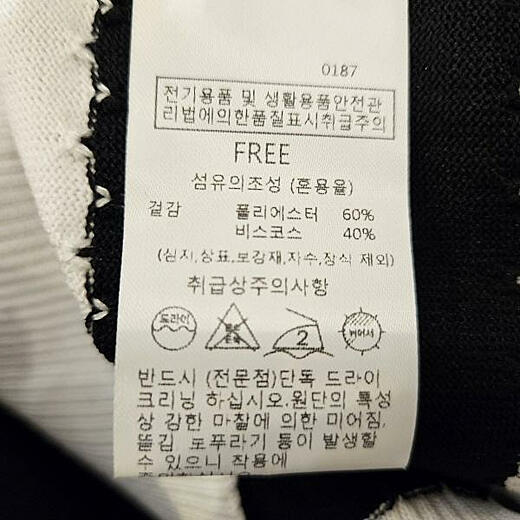 0187
전기용품 및 생활용품안전관
리법에의한품질표시취급주의
FREE
섬유의조성 (혼용율)
겉감 폴리에스터 60%
비스코스 40%
(심지,상표,보강재,자수,장식 제외)
취급상주의사항
드라이
2
반드시 (전문점)단독 드라이
크리닝 하십시오.원단의 특성
상 강한 마찰에 의한 미어짐,
뜯김 도푸라기 등이 발생할
수 있으니 착용에